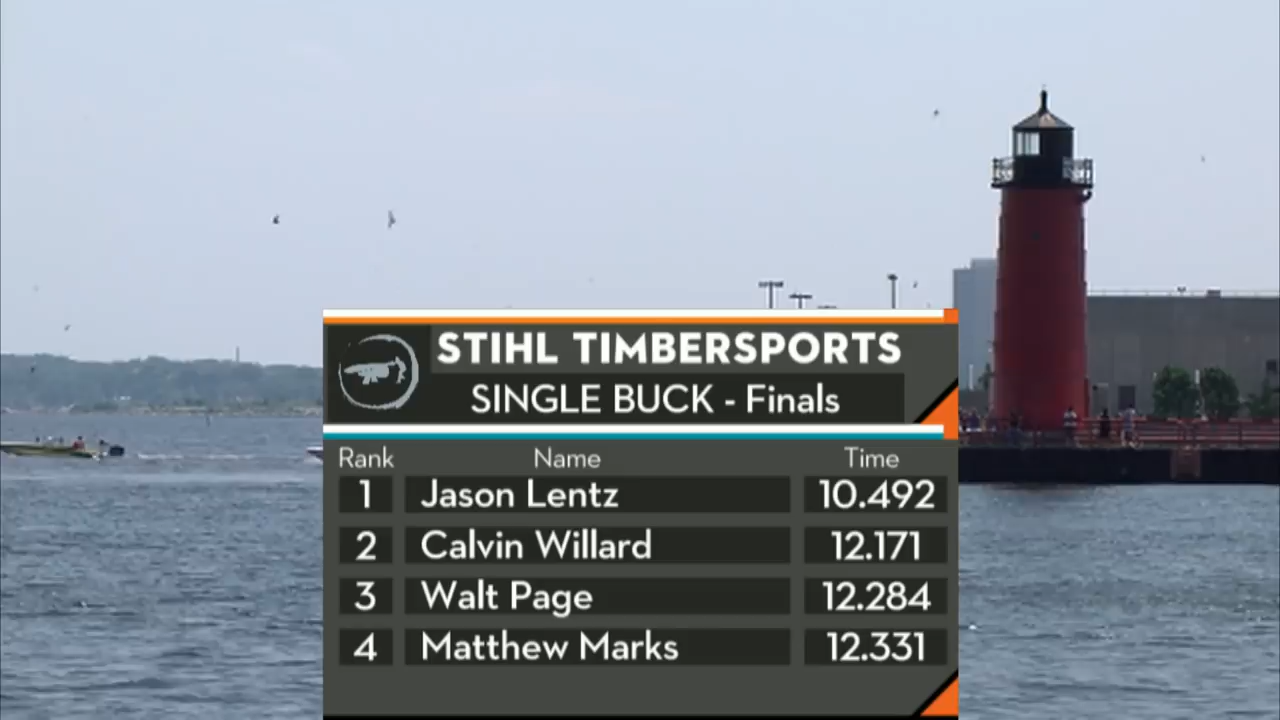 STIHL TIMBERSPORTS
SINGLE BUCK - Finals
Rank Name Time
1 Jason Lentz 10.492
2 Calvin Willard 12.171
3 Walt Page 12.284
4 Matthew Marks 12.331